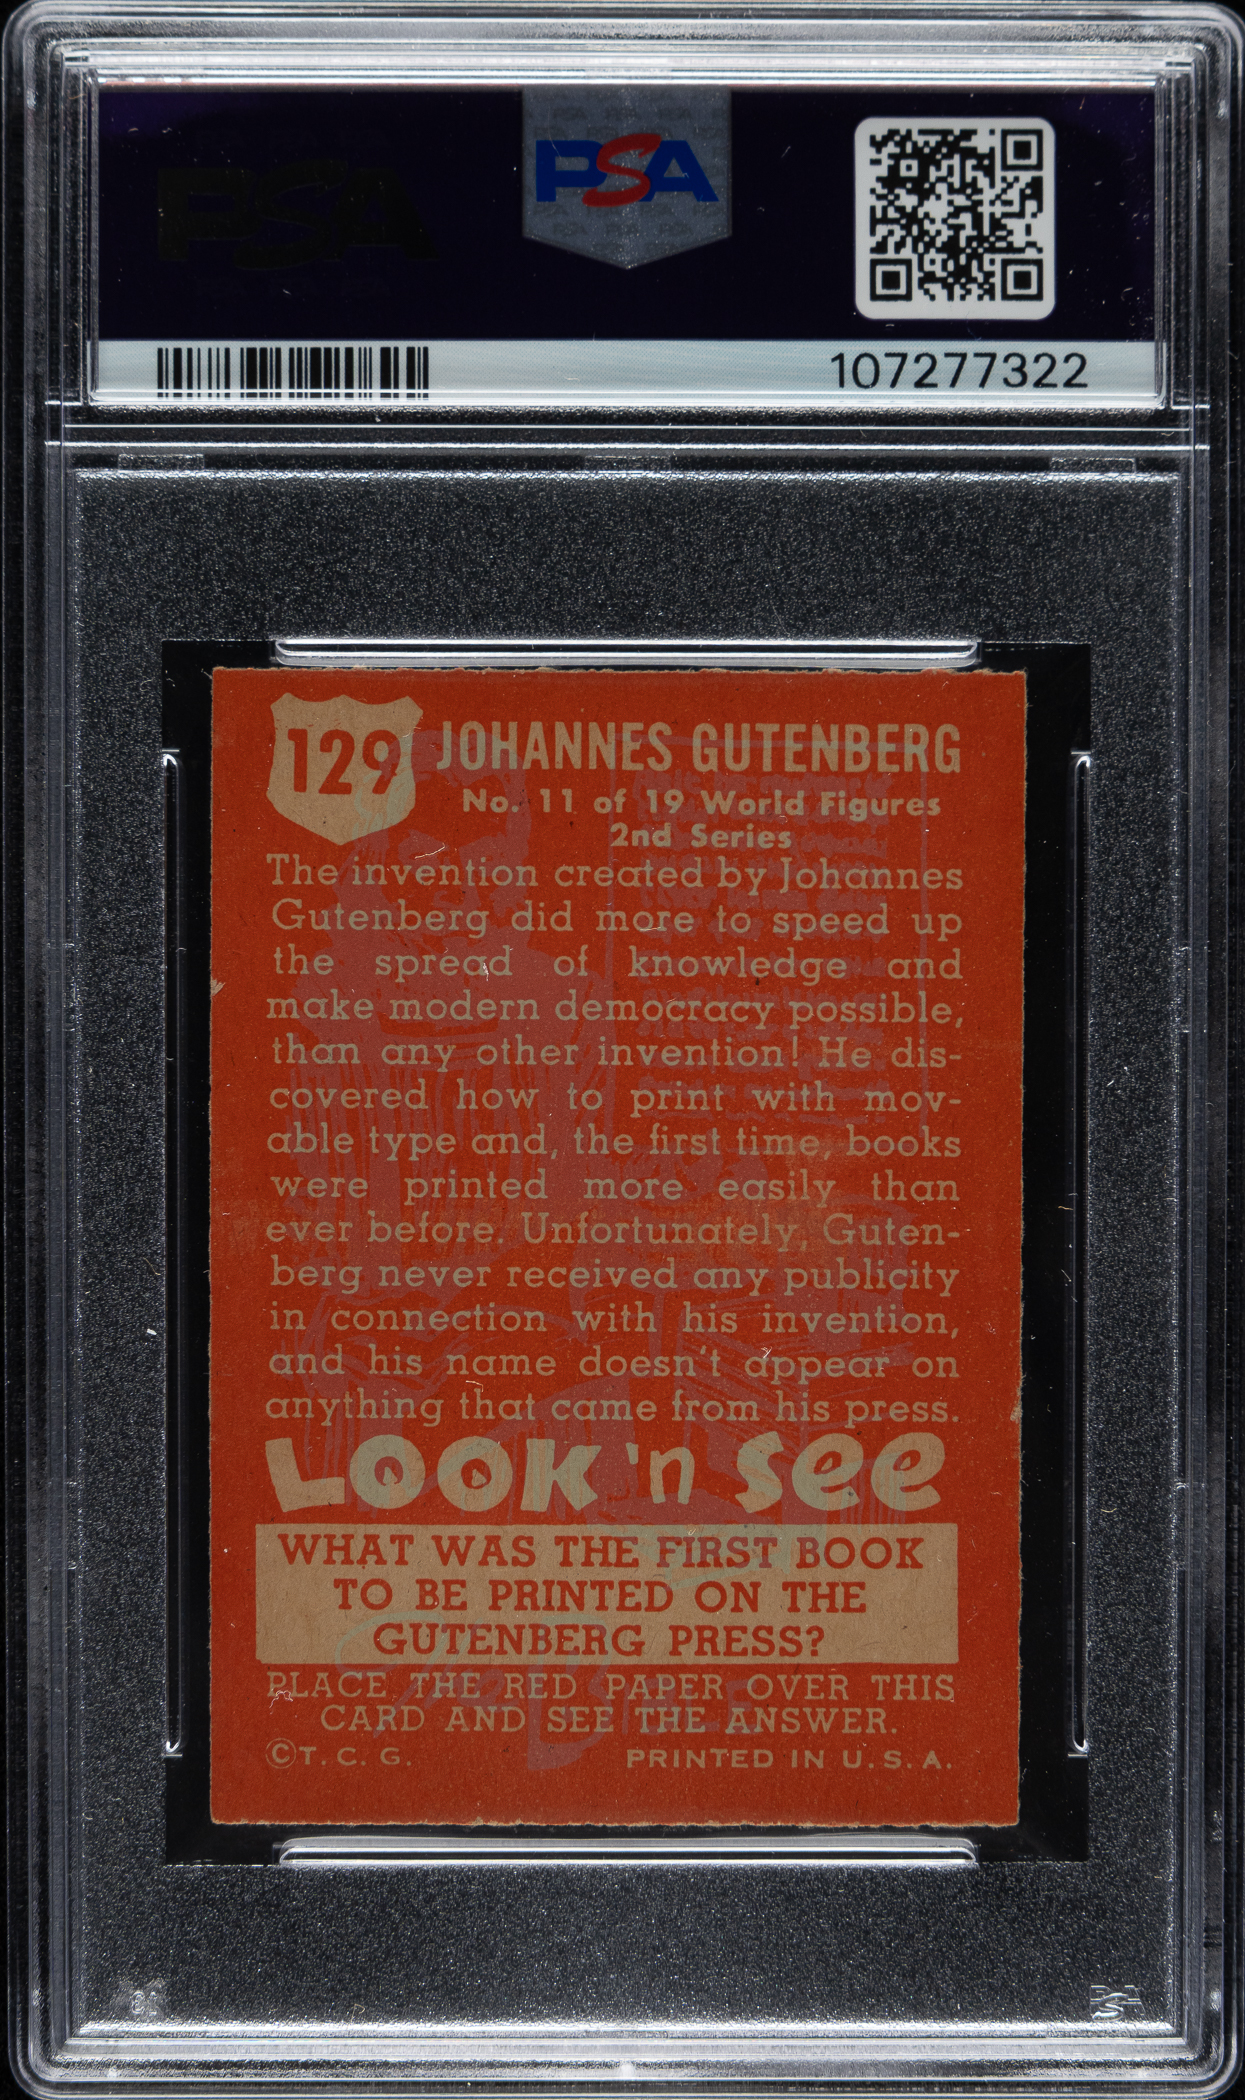 PSA
PSA
107277322
129
JOHANNES GUTENBERG
No. 11 of 19 World Figures
2nd Series
The invention created by Johannes
Gutenberg did more to speed up
the spread of knowledge and
make modern democracy possible,
than any other invention! He dis-
covered how to print with mov-
able type and, the first time, books
were printed more easily than
ever before. Unfortunately, Guten-
berg never received any publicity
in connection with his invention,
and his name doesn't appear on
anything that came from his press.
LOOK 'n See
WHAT WAS THE FIRST BOOK
TO BE PRINTED ON THE
GUTENBERG PRESS?
PLACE THE RED PAPER OVER THIS
CARD AND SEE THE ANSWER.
©T. C. G. PRINTED IN U. S. A.
PSA